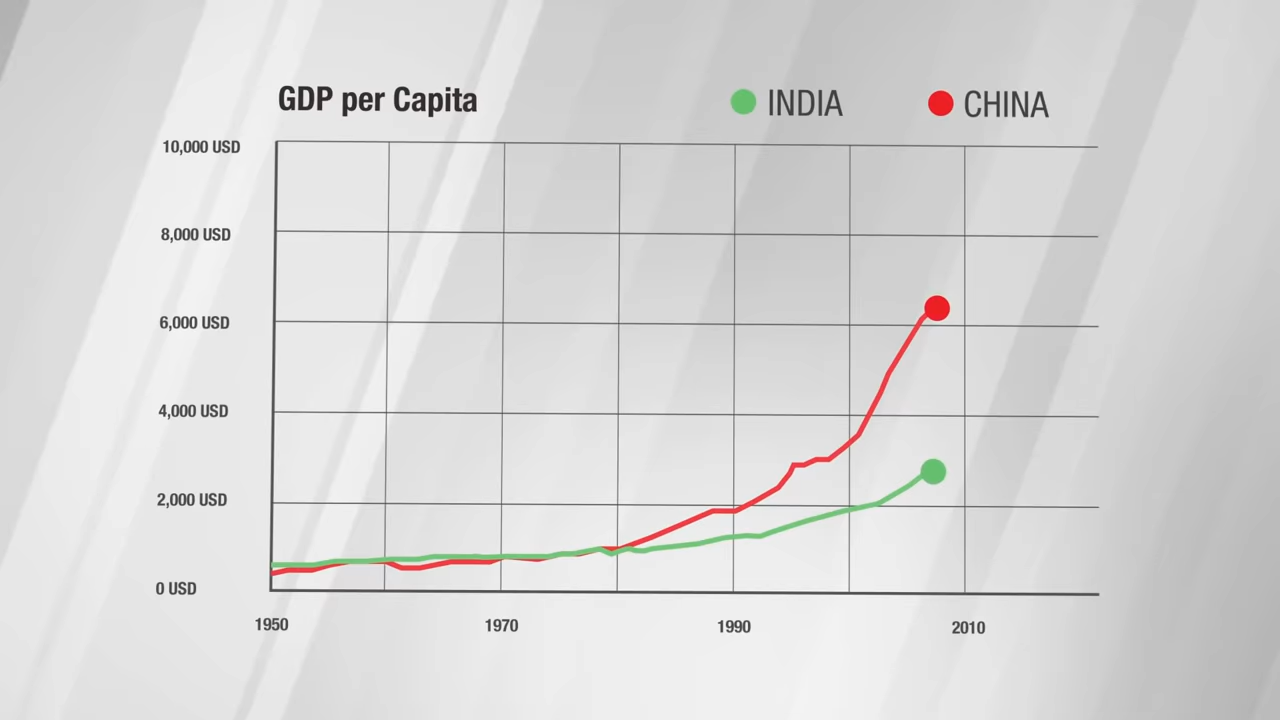 GDP per Capita
INDIA
CHINA
10,000 USD
8,000 USD
6,000 USD
4,000 USD
2,000 USD
0 USD
1950
1970
1990
2010